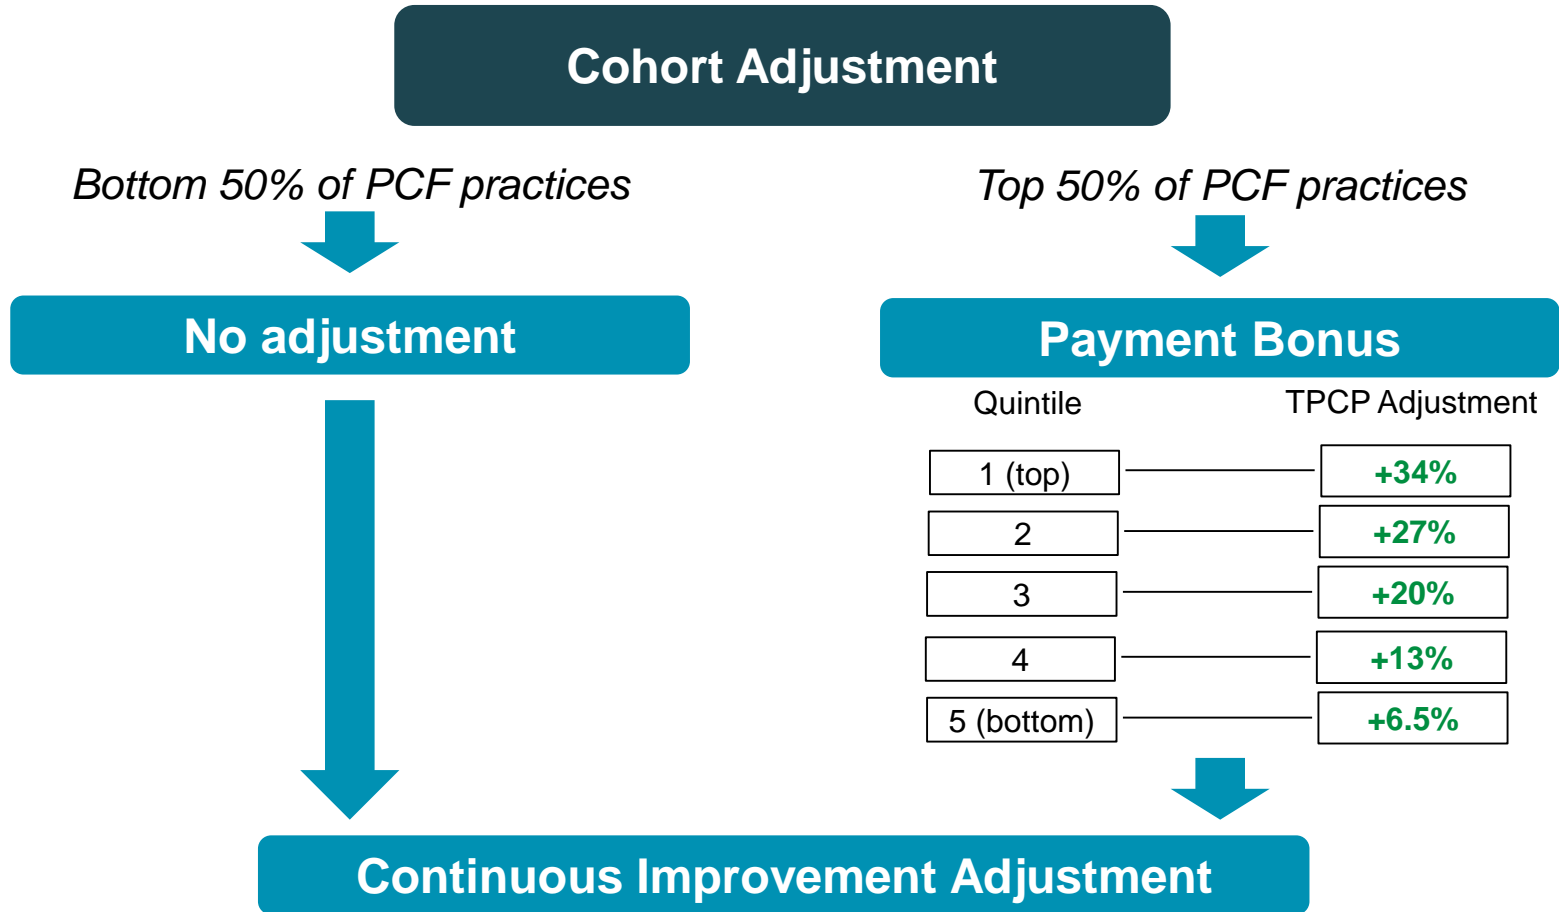 Cohort Adjustment
Bottom 50% of PCF practices
Top 50% of PCF practices
No adjustment
Payment Bonus
Quintile
TPCP Adjustment
1 (top)
+34%
2
+27%
3
+20%
4
+13%
5 (bottom)
+6.5%
Continuous Improvement Adjustment